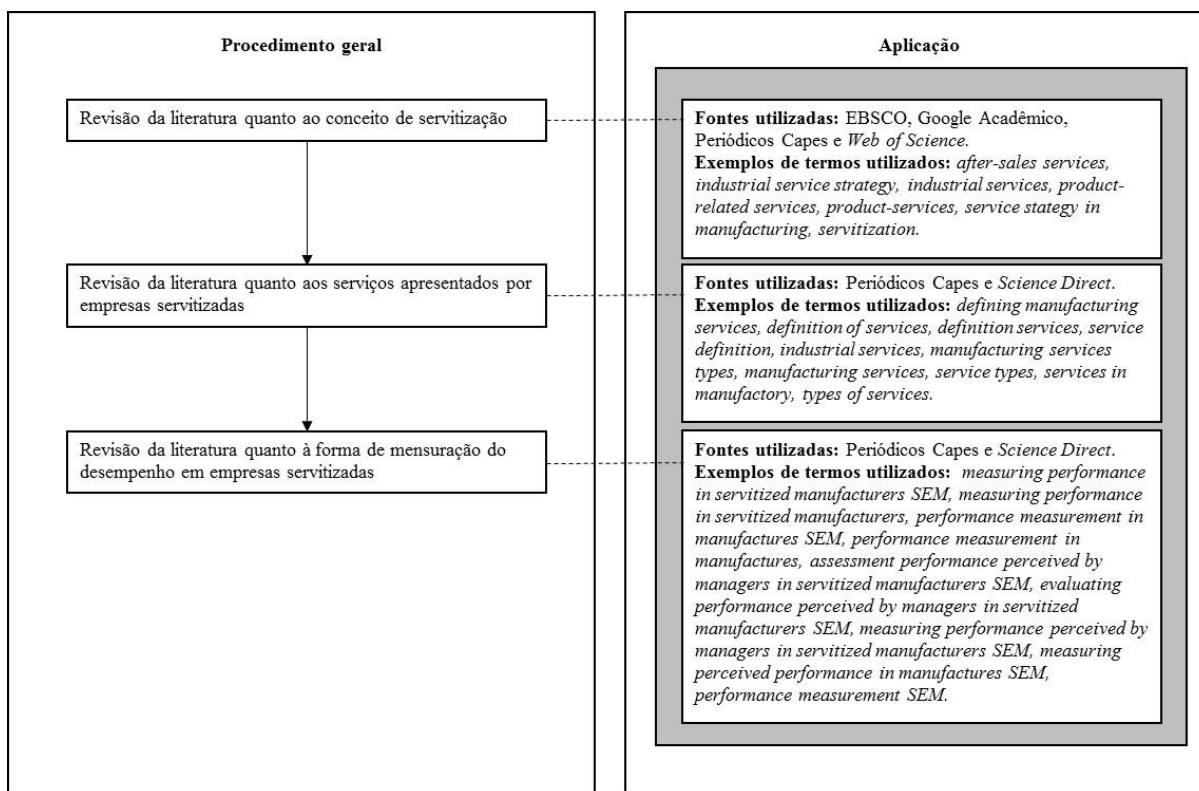 Procedimento geral
Revisão da literatura quanto ao conceito de servitização
Revisão da literatura quanto aos serviços apresentados por
empresas servitizadas
Revisão da literatura quanto à forma de mensuração do
desempenho em empresas servitizadas
Aplicação
Fontes utilizadas: EBSCO, Google Acadêmico,
Periódicos Capes e Web of Science.
Exemplos de termos utilizados: after-sales services,
industrial service strategy, industrial services, product-
related services, product-services, service stategy in
manufacturing, servitization.
Fontes utilizadas: Periódicos Capes e Science Direct.
Exemplos de termos utilizados: defining manufacturing
services, definition of services, definition services, service
definition, industrial services, manufacturing services
types, manufacturing services, service types, services in
manufactory, types of services.
Fontes utilizadas: Periódicos Capes e Science Direct.
Exemplos de termos utilizados: measuring performance
in servitized manufacturers SEM, measuring performance
in servitized manufacturers, performance measurement in
manufactures SEM, performance measurement in
manufactures, assessment performance perceived by
managers in servitized manufacturers SEM, evaluating
performance perceived by managers in servitized
manufacturers SEM, measuring performance perceived by
managers in servitized manufacturers SEM, measuring
perceived performance in manufactures SEM,
performance measurement SEM.